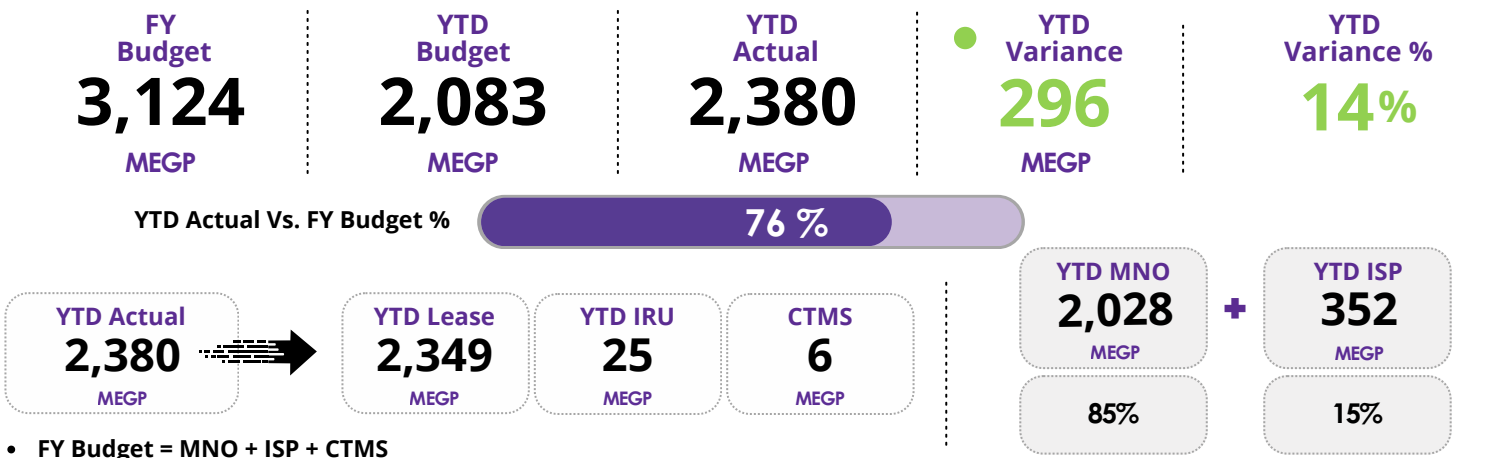 FY
Budget
3,124
MEGP
YTD
Budget
2,083
MEGP
YTD
Actual
2,380
MEGP
YTD
Variance
296
MEGP
YTD
Variance %
14%
YTD Actual Vs. FY Budget %
76 %
YTD Actual
2,380
MEGP
YTD Lease
2,349
MEGP
YTD IRU
25
MEGP
CTMS
6
MEGP
YTD MNO
2,028
MEGP
85%
+
YTD ISP
352
MEGP
15%
• FY Budget = MNO + ISP + CTMS